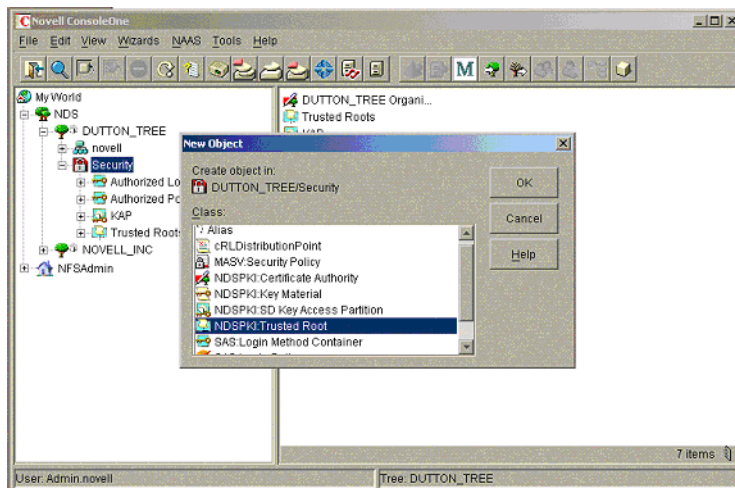 Novell ConsoleOne
File Edit View Wizards NAAS Tools Help
My World
NDS
DUTTON_TREE
novell
Security
Authorized Lo
Authorized Po
KAP
Trusted Roots
NOVELL_INC
NFSAdmin
DUTTON_TREE Organi...
Trusted Roots
KAP
New Object
Create object in:
DUTTON_TREE/Security
Class:
Alias
cRLDistributionPoint
MASV:Security Policy
NDSPKI:Certificate Authority
NDSPKI:Key Material
NDSPKI:SD Key Access Partition
NDSPKI:Trusted Root
SAS:Login Method Container
OK
Cancel
Help
7 items
User: Admin.novell
Tree: DUTTON_TREE